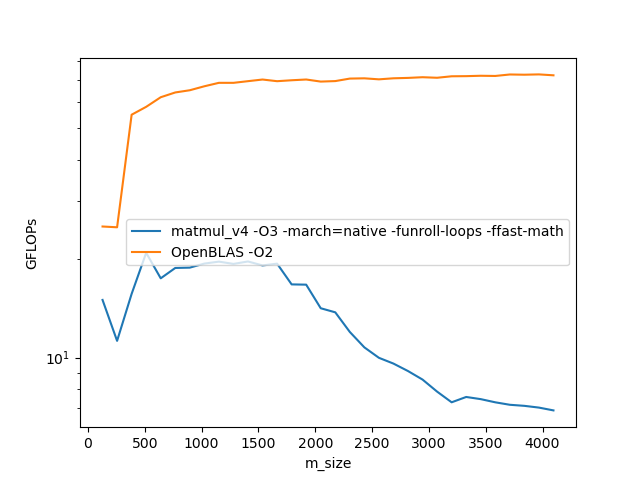 GFLOPs
10¹
matmul_v4 -O3 -march=native -funroll-loops -ffast-math
OpenBLAS -O2
0 500 1000 1500 2000 2500 3000 3500 4000
m_size